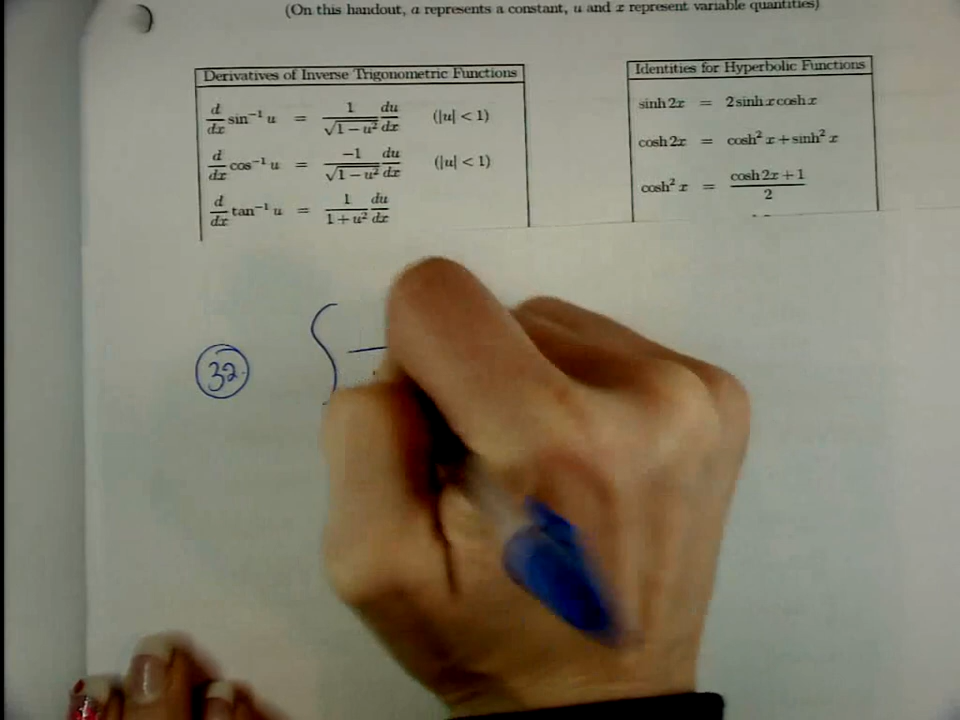 (On this handout, a represents a constant, u and x represent variable quantities)
Derivatives of Inverse Trigonometric Functions
d/dx sin⁻¹ u = 1/√(1−u²) du/dx (|u| < 1)
d/dx cos⁻¹ u = −1/√(1−u²) du/dx (|u| < 1)
d/dx tan⁻¹ u = 1/(1+u²) du/dx
Identities for Hyperbolic Functions
sinh 2x = 2 sinh x cosh x
cosh 2x = cosh² x + sinh² x
cosh² x = (cosh 2x + 1)/2
32. ∫